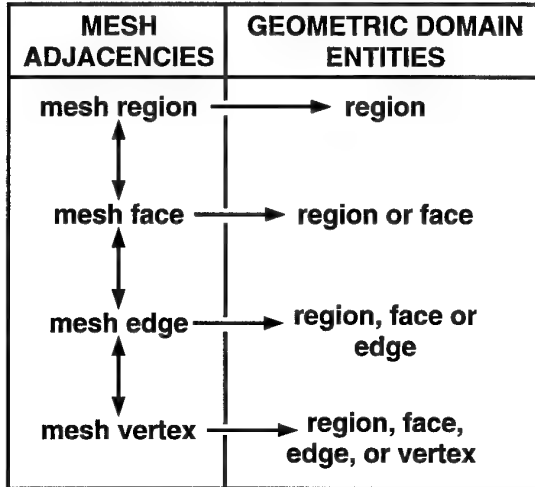 MESH ADJACENCIES
GEOMETRIC DOMAIN ENTITIES
mesh region
region
mesh face
region or face
mesh edge
region, face or
edge
mesh vertex
region, face,
edge, or vertex